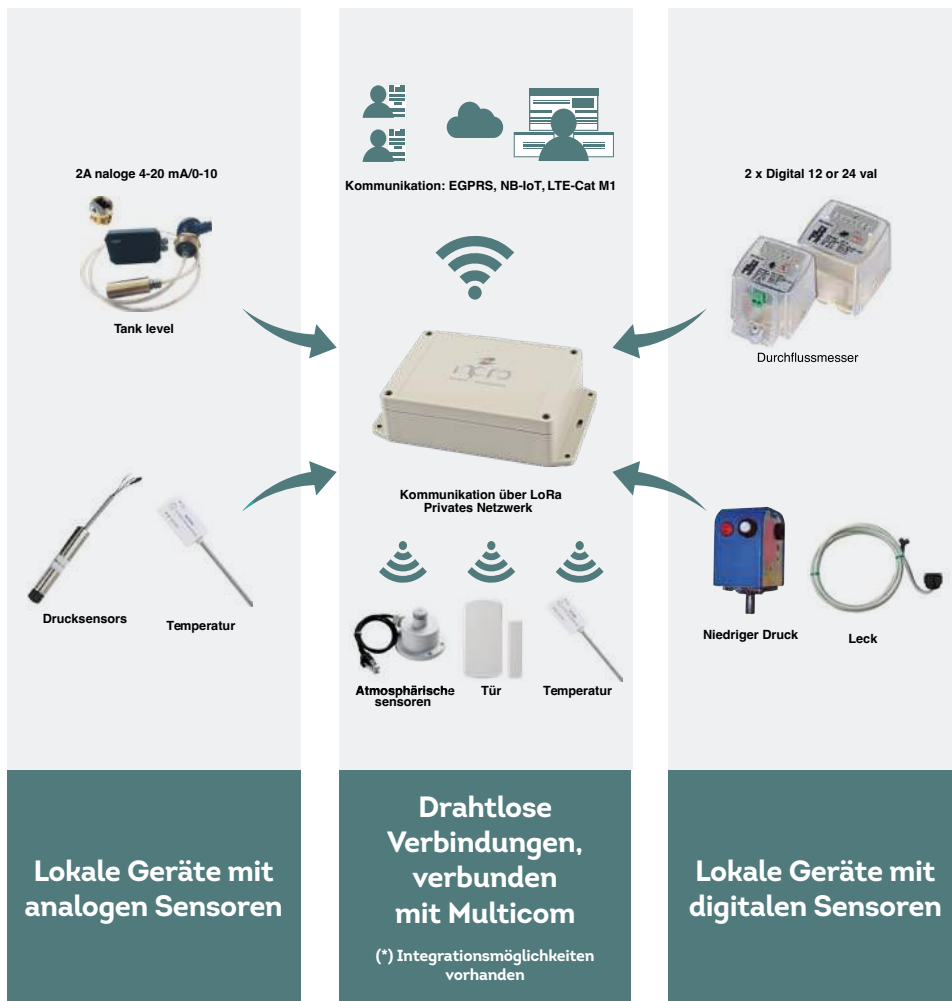 2A naloge 4-20 mA/0-10
Tank level
Drucksensors
Temperatur
Lokale Geräte mit
analogen Sensoren
Kommunikation: EGPRS, NB-IoT, LTE-Cat M1
Kommunikation über LoRa
Privates Netzwerk
Atmosphärische
sensoren
Tür
Temperatur
Drahtlose
Verbindungen,
verbunden
mit Multicom
(*) Integrationsmöglichkeiten
vorhanden
2 x Digital 12 or 24 val
Durchflussmesser
Niedriger Druck
Leck
Lokale Geräte mit
digitalen Sensoren